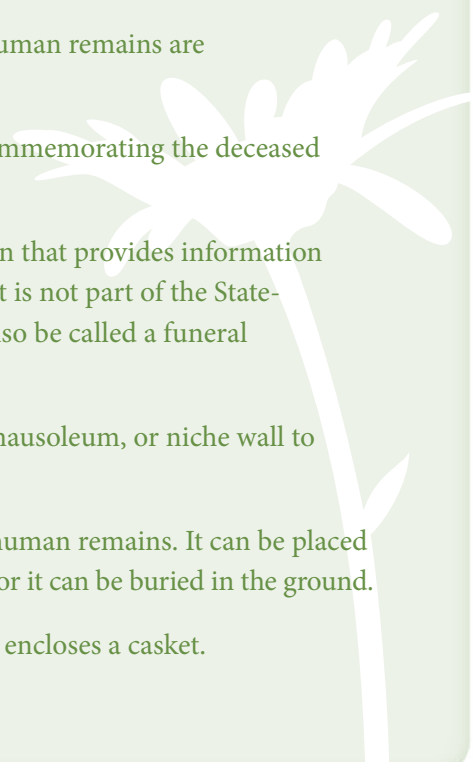 uman remains are
mmemorating the deceased
n that provides information
t is not part of the State-
so be called a funeral
ausoleum, or niche wall to
uman remains. It can be placed
or it can be buried in the ground.
encloses a casket.